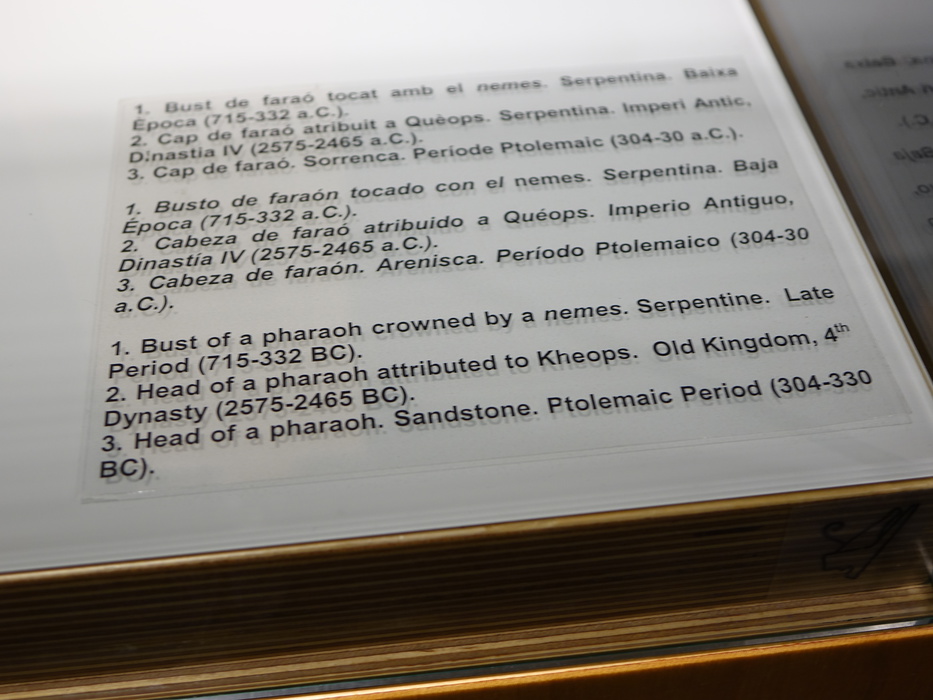 1. Bust de faraó tocat amb el nemes. Serpentina. Baixa
Època (715-332 a.C.).
2. Cap de faraó atribuit a Quèops. Serpentina. Imperi Antic,
Dinastia IV (2575-2465 a.C.).
3. Cap de faraó. Sorrenca. Període Ptolemaic (304-30 a.C.).
1. Busto de faraón tocado con el nemes. Serpentina. Baja
Época (715-332 a.C.).
2. Cabeza de faraó atribuido a Quéops. Imperio Antiguo,
Dinastía IV (2575-2465 a.C.).
3. Cabeza de faraón. Arenisca. Período Ptolemaico (304-30
a.C.).
1. Bust of a pharaoh crowned by a nemes. Serpentine. Late
Period (715-332 BC).
2. Head of a pharaoh attributed to Kheops. Old Kingdom, 4th
Dynasty (2575-2465 BC).
3. Head of a pharaoh. Sandstone. Ptolemaic Period (304-330
BC).